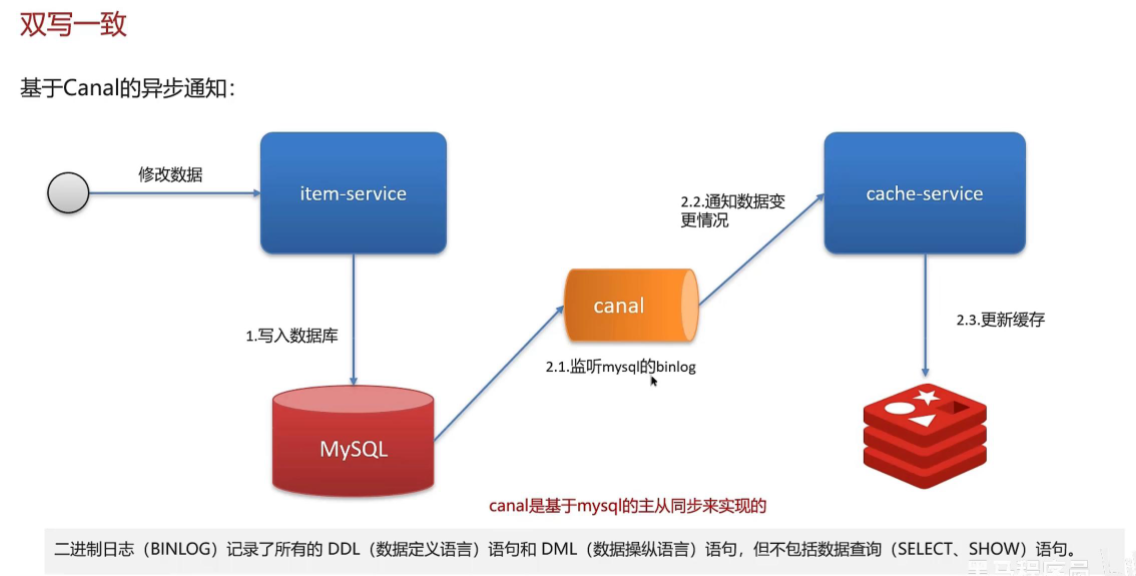 双写一致
基于Canal的异步通知：
修改数据
item-service
cache-service
2.2.通知数据变
更情况
canal
1.写入数据库
2.3.更新缓存
2.1.监听mysql的binlog
MySQL
canal是基于mysql的主从同步来实现的
二进制日志（BINLOG）记录了所有的 DDL（数据定义语言）语句和 DML（数据操纵语言）语句，但不包括数据查询（SELECT、SHOW）语句。